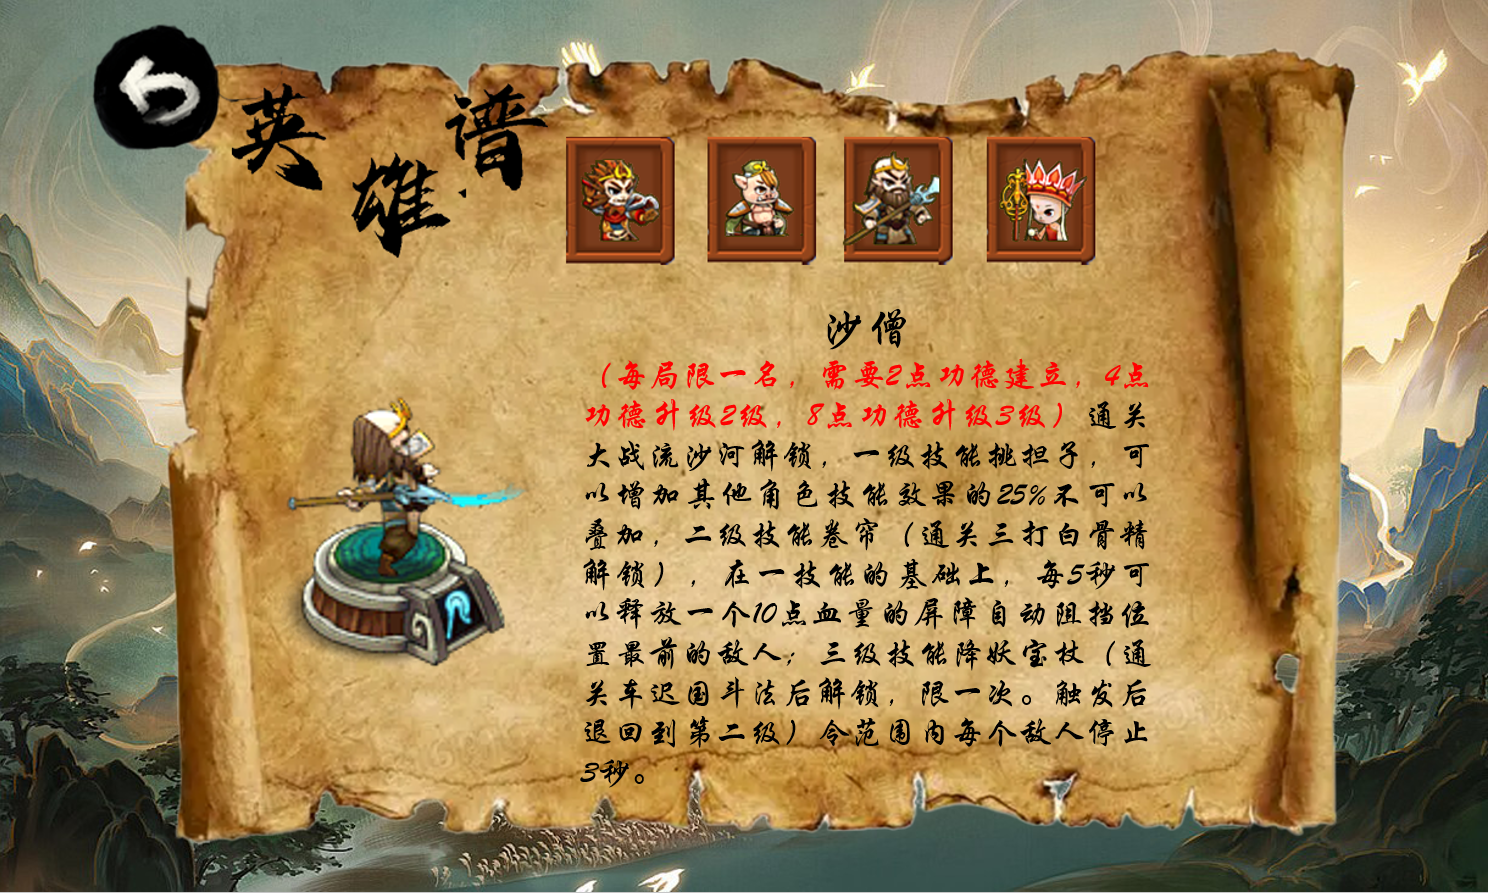 英雄谱
沙僧
（每局限一名，需要2点功德建立，4点
功德升级2级，8点功德升级3级）通关
大战流沙河解锁，一级技能挑担子，可
以增加其他角色技能效果的25%不可以
叠加，二级技能卷帘（通关三打白骨精
解锁），在一技能的基础上，每5秒可
以释放一个10点血量的屏障自动阻挡位
置最前的敌人；三级技能降妖宝杖（通
关车迟国斗法后解锁，限一次。触发后
退回到第二级）令范围内每个敌人停止
3秒。